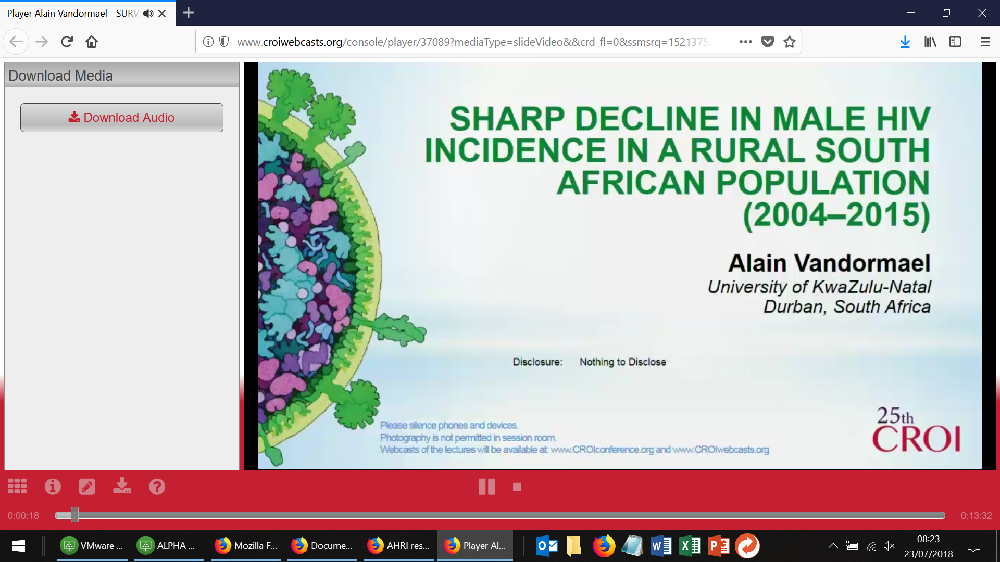 Player Alain Vandormael - SURV
www.croiwebcasts.org/console/player/37089?mediaType=slideVideo&&crd_fl=0&ssmsrq=1521375
Download Media
Download Audio
SHARP DECLINE IN MALE HIV
INCIDENCE IN A RURAL SOUTH
AFRICAN POPULATION
(2004–2015)
Alain Vandormael
University of KwaZulu-Natal
Durban, South Africa
Disclosure: Nothing to Disclose
Please silence phones and devices.
Photography is not permitted in session room.
Webcasts of the lectures will be available at: www.CROIconference.org and www.CROIwebcasts.org
25th
CROI
0:00:18
0:13:32
VMware ...
ALPHA ...
Mozilla F...
Docume...
AHRI res...
Player Al...
08:23
23/07/2018